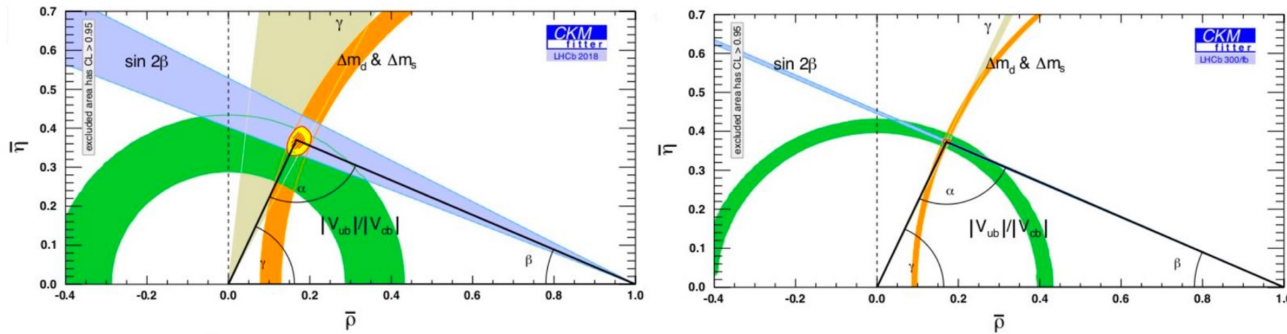 excluded area has CL > 0.95
CKM
fitter
LHCb 2018
γ
Δm_d & Δm_s
sin 2β
α
|V_ub|/|V_cb|
γ
β
η̅
0.7
0.6
0.5
0.4
0.3
0.2
0.1
0.0
-0.4 -0.2 0.0 0.2 0.4 0.6 0.8 1.0
ρ̅
excluded area has CL > 0.95
CKM
fitter
LHCb 300/fb
γ
Δm_d & Δm_s
sin 2β
α
|V_ub|/|V_cb|
γ
β
η̅
0.7
0.6
0.5
0.4
0.3
0.2
0.1
0.0
-0.4 -0.2 0.0 0.2 0.4 0.6 0.8 1.0
ρ̅